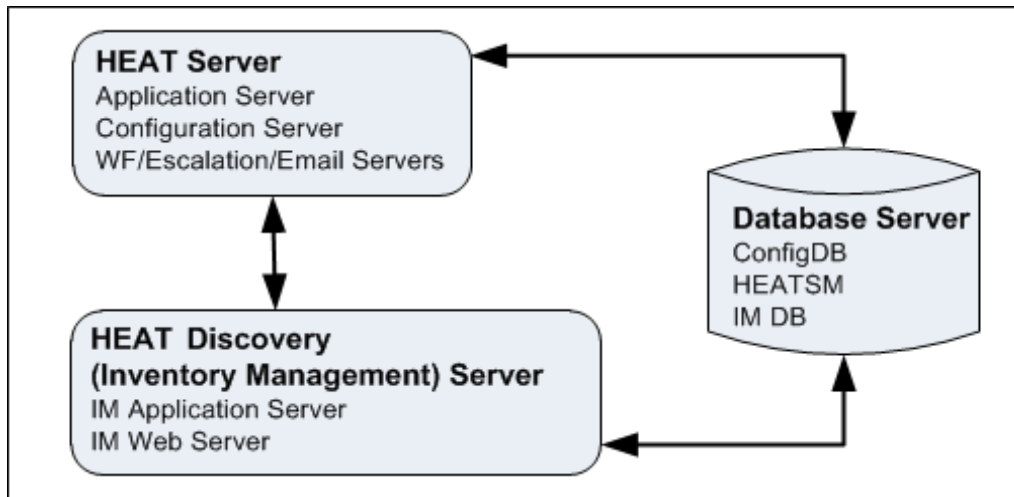 HEAT Server
Application Server
Configuration Server
WF/Escalation/Email Servers
Database Server
ConfigDB
HEATSM
IM DB
HEAT Discovery
(Inventory Management) Server
IM Application Server
IM Web Server